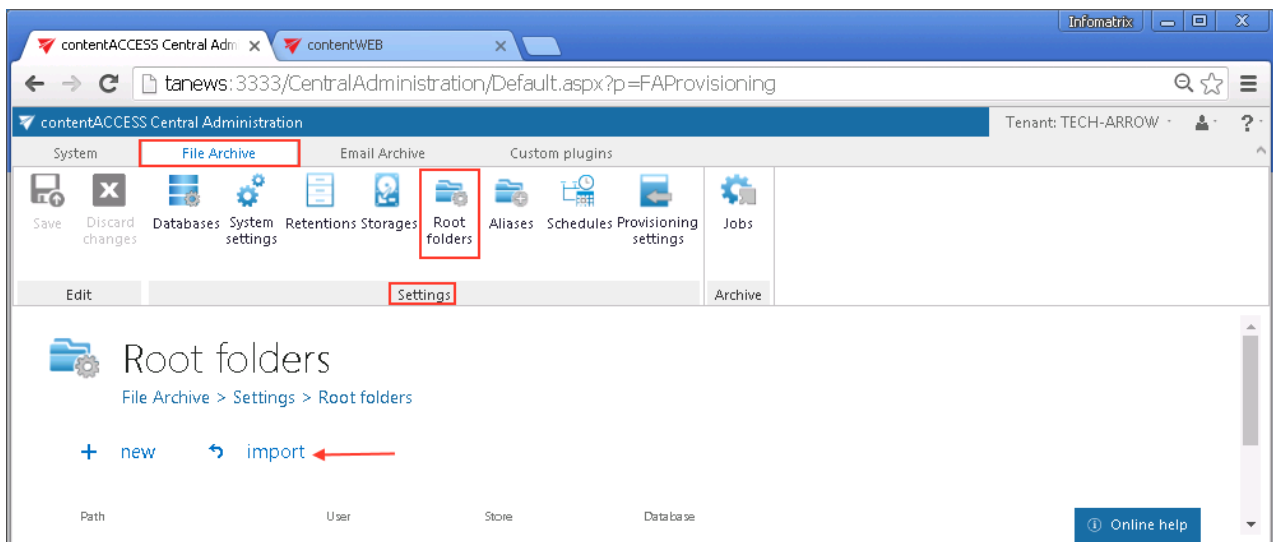 Infomatrix
contentACCESS Central Adm
contentWEB
tanews:3333/CentralAdministration/Default.aspx?p=FAProvisioning
contentACCESS Central Administration
Tenant: TECH-ARROW
?
System
File Archive
Email Archive
Custom plugins
Save
Discard changes
Databases
System settings
Retentions
Storages
Root folders
Aliases
Schedules
Provisioning settings
Jobs
Edit
Settings
Archive
Root folders
File Archive > Settings > Root folders
+ new
import
Path
User
Store
Database
Online help